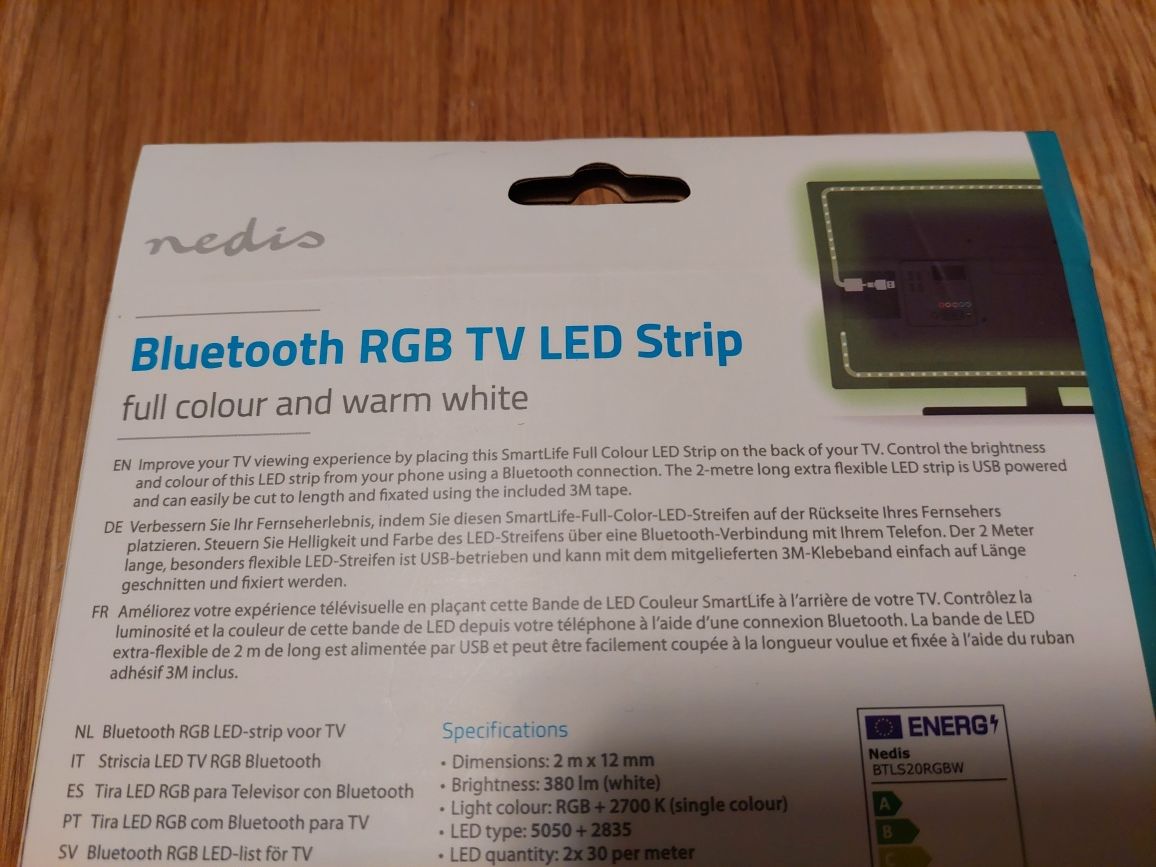 nedis
Bluetooth RGB TV LED Strip
full colour and warm white
EN Improve your TV viewing experience by placing this SmartLife Full Colour LED Strip on the back of your TV. Control the brightness
and colour of this LED strip from your phone using a Bluetooth connection. The 2-metre long extra flexible LED strip is USB powered
and can easily be cut to length and fixated using the included 3M tape.
DE Verbessern Sie Ihr Fernseherlebnis, indem Sie diesen SmartLife-Full-Color-LED-Streifen auf der Rückseite Ihres Fernsehers
platzieren. Steuern Sie Helligkeit und Farbe des LED-Streifens über eine Bluetooth-Verbindung mit Ihrem Telefon. Der 2 Meter
lange, besonders flexible LED-Streifen ist USB-betrieben und kann mit dem mitgelieferten 3M-Klebeband einfach auf Länge
geschnitten und fixiert werden.
FR Améliorez votre expérience télévisuelle en plaçant cette Bande de LED Couleur SmartLife à l'arrière de votre TV. Contrôlez la
luminosité et la couleur de cette bande de LED depuis votre téléphone à l'aide d'une connexion Bluetooth. La bande de LED
extra-flexible de 2 m de long est alimentée par USB et peut être facilement coupée à la longueur voulue et fixée à l'aide du ruban
adhésif 3M inclus.
NL Bluetooth RGB LED-strip voor TV
IT Striscia LED TV RGB Bluetooth
ES Tira LED RGB para Televisor con Bluetooth
PT Tira LED RGB com Bluetooth para TV
SV Bluetooth RGB LED-list för TV
Specifications
• Dimensions: 2 m x 12 mm
• Brightness: 380 lm (white)
• Light colour: RGB + 2700 K (single colour)
• LED type: 5050 + 2835
• LED quantity: 2x 30 per meter
ENERG
Nedis
BTLS20RGBW
A
B
C